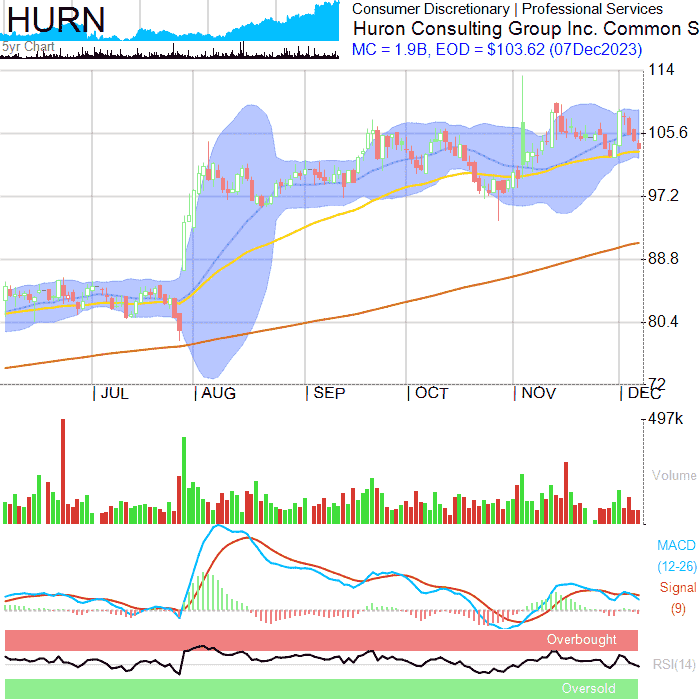 HURN
5yr Chart
Consumer Discretionary | Professional Services
Huron Consulting Group Inc. Common S
MC = 1.9B, EOD = $103.62 (07Dec2023)
114
105.6
97.2
88.8
80.4
72
| JUL | AUG | SEP | OCT | NOV | DEC
497k
Volume
MACD
(12-26)
Signal
(9)
Overbought
RSI(14)
Oversold